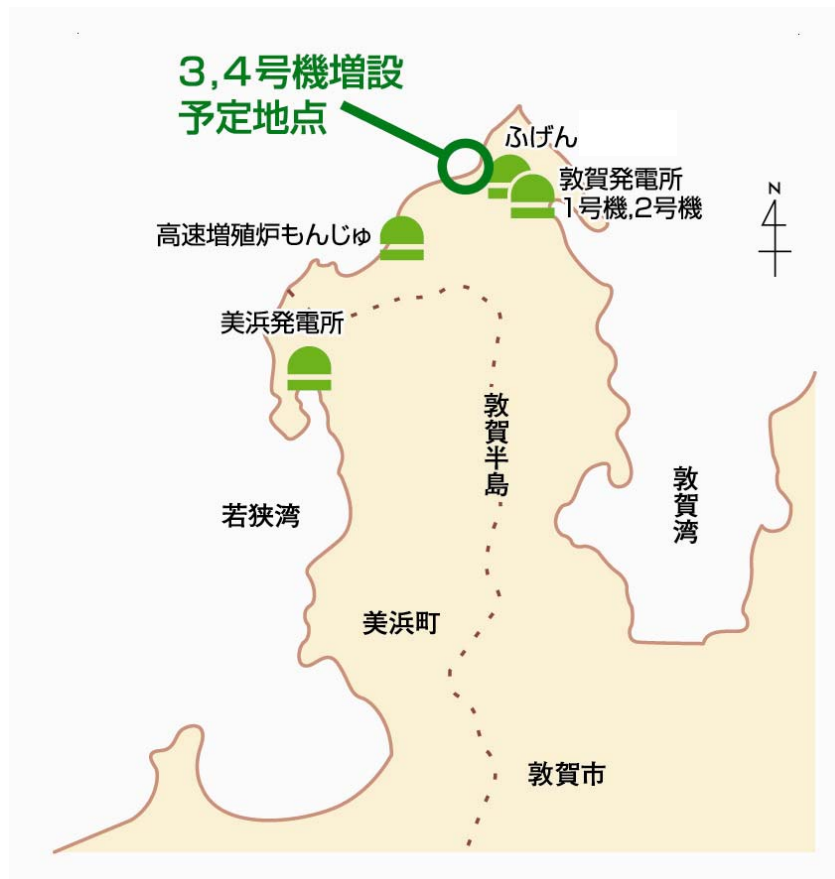 3,4号機増設
予定地点
ふげん
敦賀発電所
1号機,2号機
N
高速増殖炉もんじゅ
美浜発電所
敦賀半島
敦賀湾
若狭湾
美浜町
敦賀市